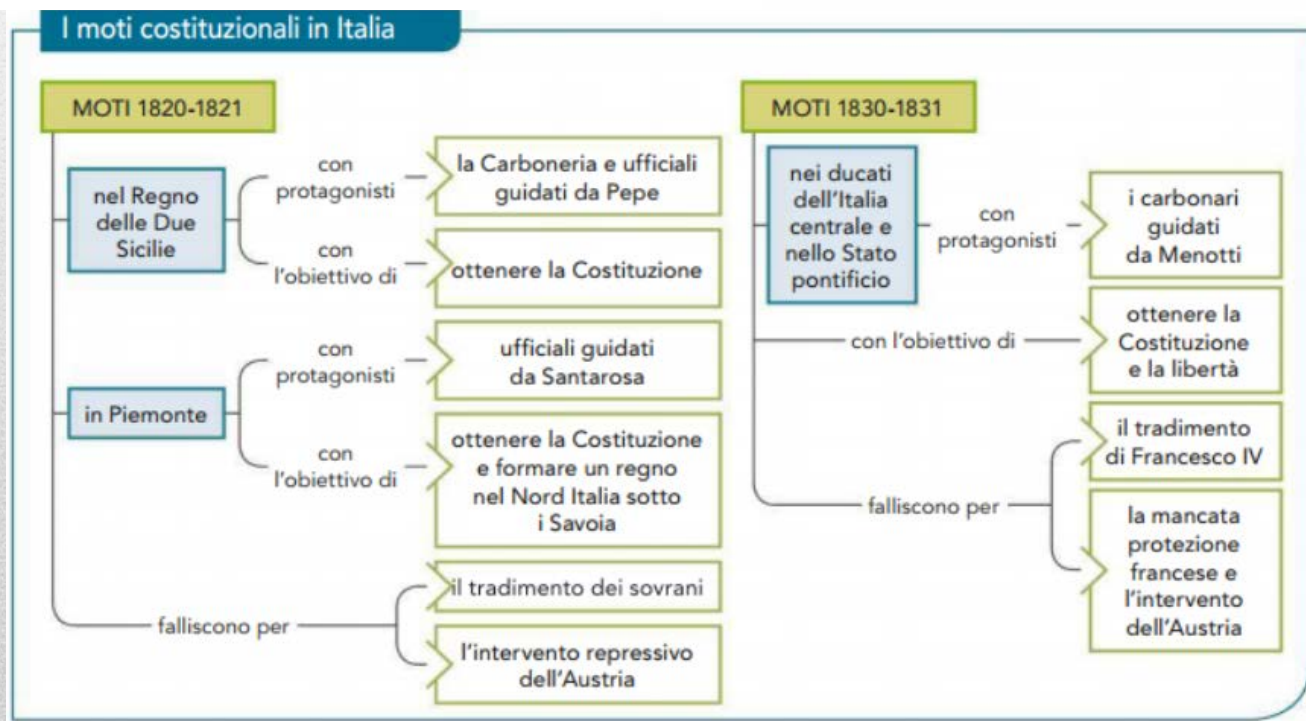 I moti costituzionali in Italia
MOTI 1820-1821
nel Regno
delle Due
Sicilie
con
protagonisti
la Carboneria e ufficiali
guidati da Pepe
con
l'obiettivo di
ottenere la Costituzione
in Piemonte
con
protagonisti
ufficiali guidati
da Santarosa
con
l'obiettivo di
ottenere la Costituzione
e formare un regno
nel Nord Italia sotto
i Savoia
falliscono per
il tradimento dei sovrani
l'intervento repressivo
dell'Austria
MOTI 1830-1831
nei ducati
dell'Italia
centrale e
nello Stato
pontificio
con
protagonisti
i carbonari
guidati
da Menotti
con l'obiettivo di
ottenere la
Costituzione
e la libertà
falliscono per
il tradimento
di Francesco IV
la mancata
protezione
francese e
l'intervento
dell'Austria